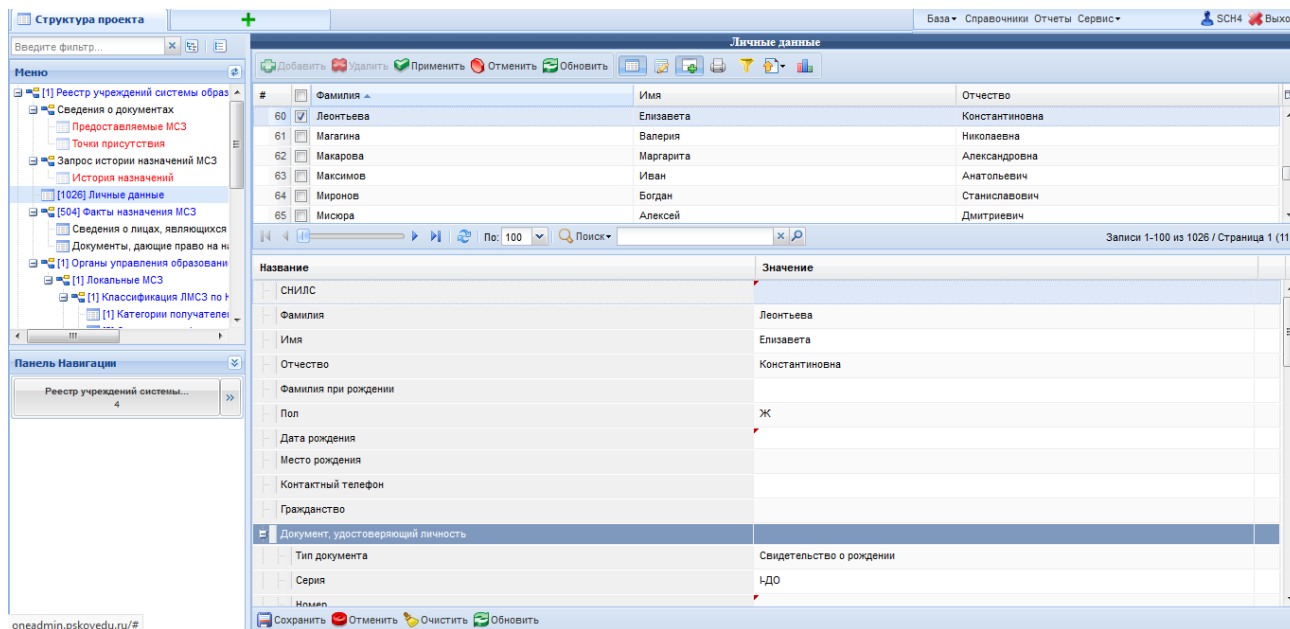 Структура проекта
База Справочники Отчеты Сервис SCH4 Выхо
Введите фильтр...
Личные данные
Меню
Добавить Удалить Применить Отменить Обновить
[1] Реестр учреждений системы образ
Сведения о документах
Предоставляемые МСЗ
Точки присутствия
Запрос истории назначений МСЗ
История назначений
[1026] Личные данные
[504] Факты назначения МСЗ
Сведения о лицах, являющихся
Документы, дающие право на на
[1] Органы управления образовани
[1] Локальные МСЗ
[1] Классификация ЛМСЗ по К
[1] Категории получателе
Панель Навигации
Реестр учреждений системы...
4
# Фамилия Имя Отчество
60 Леонтьева Елизавета Константиновна
61 Магагина Валерия Николаевна
62 Макарова Маргарита Александровна
63 Максимов Иван Анатольевич
64 Миронов Богдан Станиславович
65 Мисюра Алексей Дмитриевич
По: 100 Поиск Записи 1-100 из 1026 / Страница 1 (11
Название Значение
СНИЛС
Фамилия Леонтьева
Имя Елизавета
Отчество Константиновна
Фамилия при рождении
Пол Ж
Дата рождения
Место рождения
Контактный телефон
Гражданство
Документ, удостоверяющий личность
Тип документа Свидетельство о рождении
Серия I-ДО
Номер
Сохранить Отменить Очистить Обновить
oneadmin.pskovedu.ru/#